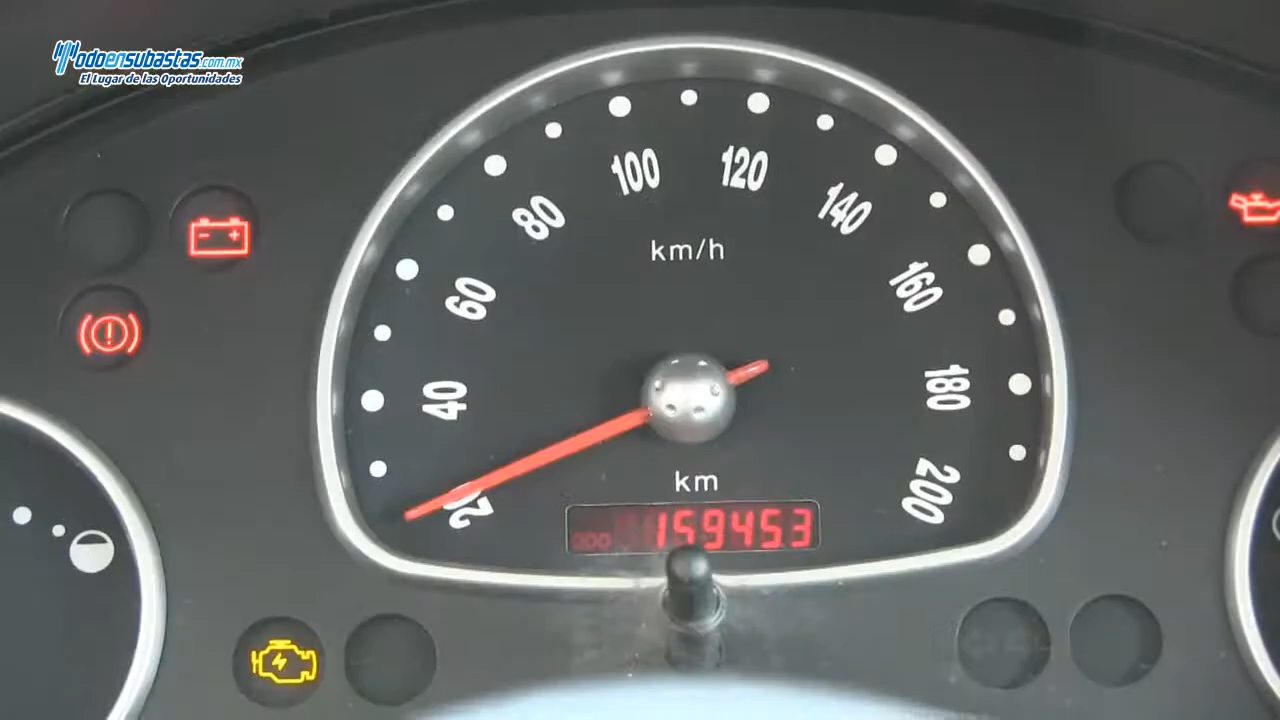 Todoensubastas.com.mx
El Lugar de las Oportunidades
20
40
60
80
100
120
140
160
180
200
km/h
km
ODO 159453